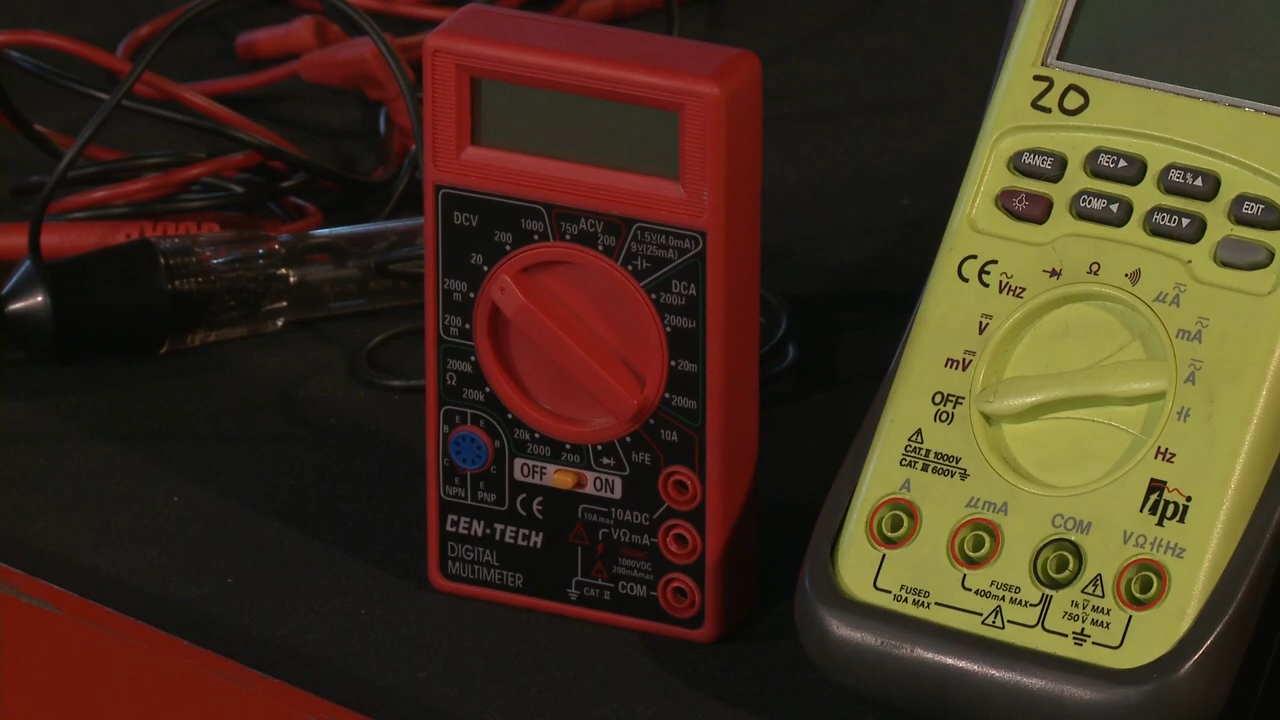 DCV
1000
750 ACV
200
200
1.5V(4.0mA)
9V(25mA)
20
DCA
2000
m
200µ
2000µ
200
m
20m
2000k
Ω
200k
200m
20k
2000
200
hFE
10A
E
E
B
B
C
C
E
E
NPN
PNP
OFF
ON
CE
10ADC
10Amax
VΩmA
1000VDC
200mAmax
COM
CAT. II
CEN-TECH
DIGITAL
MULTIMETER
20
RANGE
REC ▶
REL% ▲
EDIT
COMP ◀
HOLD ▼
CE
VHZ
Ω
µA
V
mA
mV
A
OFF
(O)
Hz
CAT. II 1000V
CAT. III 600V
tpi
A
µmA
COM
VΩHz
FUSED
10A MAX
FUSED
400mA MAX
1k V MAX
750 V MAX